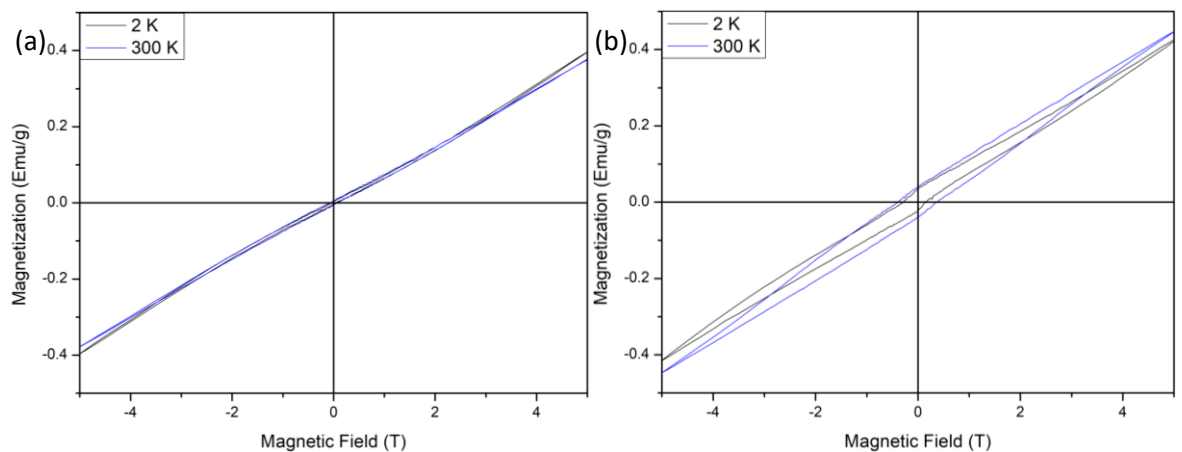 (a)
2 K
300 K
0.4
0.2
0.0
-0.2
-0.4
-4
-2
0
2
4
Magnetization (Emu/g)
Magnetic Field (T)
(b)
2 K
300 K
0.4
0.2
0.0
-0.2
-0.4
-4
-2
0
2
4
Magnetization (Emu/g)
Magnetic Field (T)